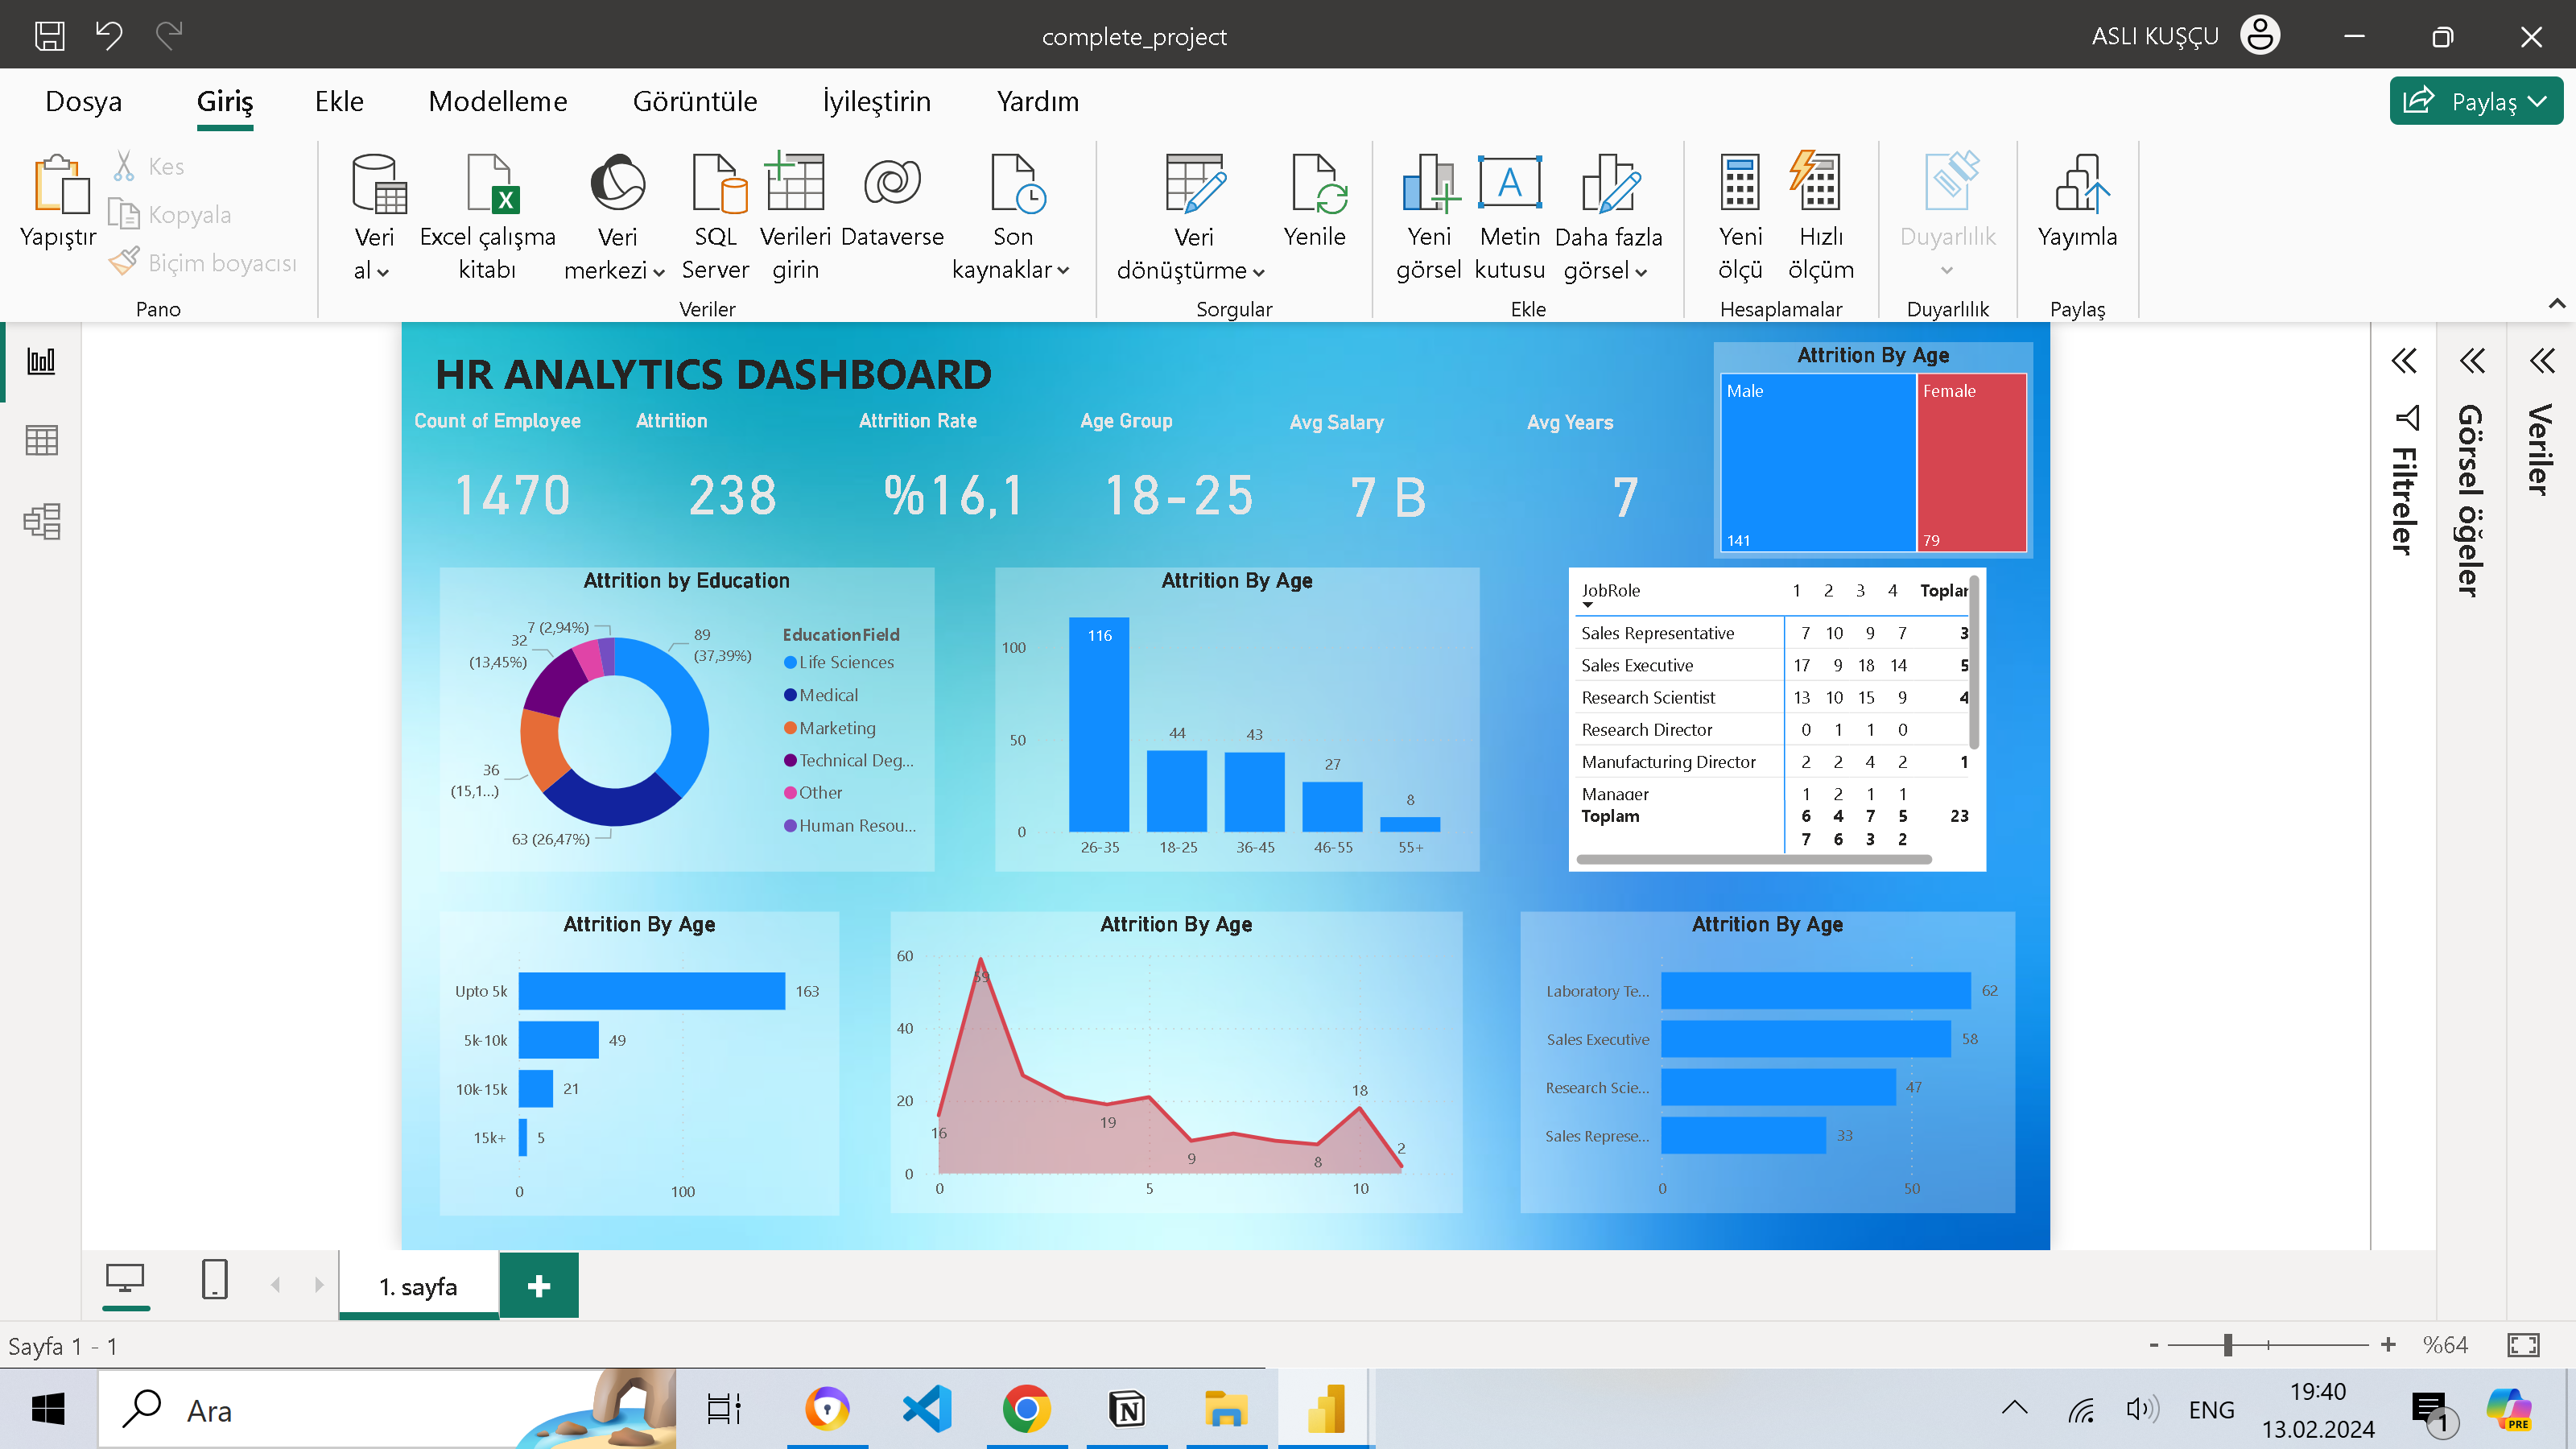 complete_project
ASLI KUŞÇU
Dosya Giriş Ekle Modelleme Görüntüle İyileştirin Yardım
Paylaş
Yapıştır
Kes
Kopyala
Biçim boyacısı
Pano
Veri al
Excel çalışma kitabı
Veri merkezi
SQL Server
Verileri girin
Dataverse
Son kaynaklar
Veriler
Veri dönüştürme
Yenile
Sorgular
Yeni görsel
A
Metin kutusu
Daha fazla görsel
Ekle
Yeni ölçü
Hızlı ölçüm
Hesaplamalar
Duyarlılık
Duyarlılık
Yayımla
Paylaş
HR ANALYTICS DASHBOARD
Count of Employee
1470
Attrition
238
Attrition Rate
%16,1
Age Group
18-25
Avg Salary
7 B
Avg Years
7
Attrition By Age
Male
141
Female
79
Attrition by Education
7 (2,94%)
32
(13,45%)
36
(15,1...)
63 (26,47%)
89
(37,39%)
EducationField
Life Sciences
Medical
Marketing
Technical Deg...
Other
Human Resou...
Attrition By Age
100
50
0
116
44
43
27
8
26-35 18-25 36-45 46-55 55+
JobRole 1 2 3 4 Toplar
Sales Representative 7 10 9 7 3
Sales Executive 17 9 18 14 5
Research Scientist 13 10 15 9 4
Research Director 0 1 1 0
Manufacturing Director 2 2 4 2 1
Manager 1 2 1 1
Toplam 6 4 7 5 23
7 6 3 2
Attrition By Age
Upto 5k 163
5k-10k 49
10k-15k 21
15k+ 5
0 100
Attrition By Age
60
40
20
0
16
59
19
9
8
18
2
0 5 10
Attrition By Age
Laboratory Te... 62
Sales Executive 58
Research Scie... 47
Sales Represe... 33
0 50
Filtreler
Görsel öğeler
Veriler
1. sayfa
+
Sayfa 1 - 1
- + %64
Ara
ENG
19:40
13.02.2024
1
PRE